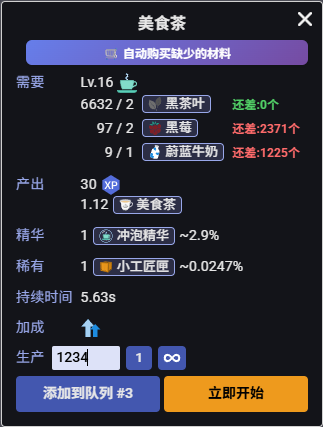 美食茶
自动购买缺少的材料
需要 Lv.16
6632 / 2 黑茶叶 还差:0个
97 / 2 黑莓 还差:2371个
9 / 1 蔚蓝牛奶 还差:1225个
产出 30 XP
1.12 美食茶
精华 1 冲泡精华 ~2.9%
稀有 1 小工匠匣 ~0.0247%
持续时间 5.63s
加成
生产 1234 1 ∞
添加到队列 #3 立即开始